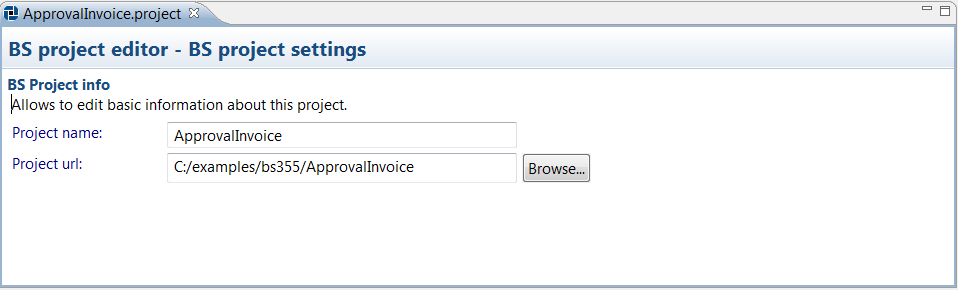 ApprovalInvoice.project
BS project editor - BS project settings
BS Project info
Allows to edit basic information about this project.
Project name: ApprovalInvoice
Project url: C:/examples/bs355/ApprovalInvoice Browse...